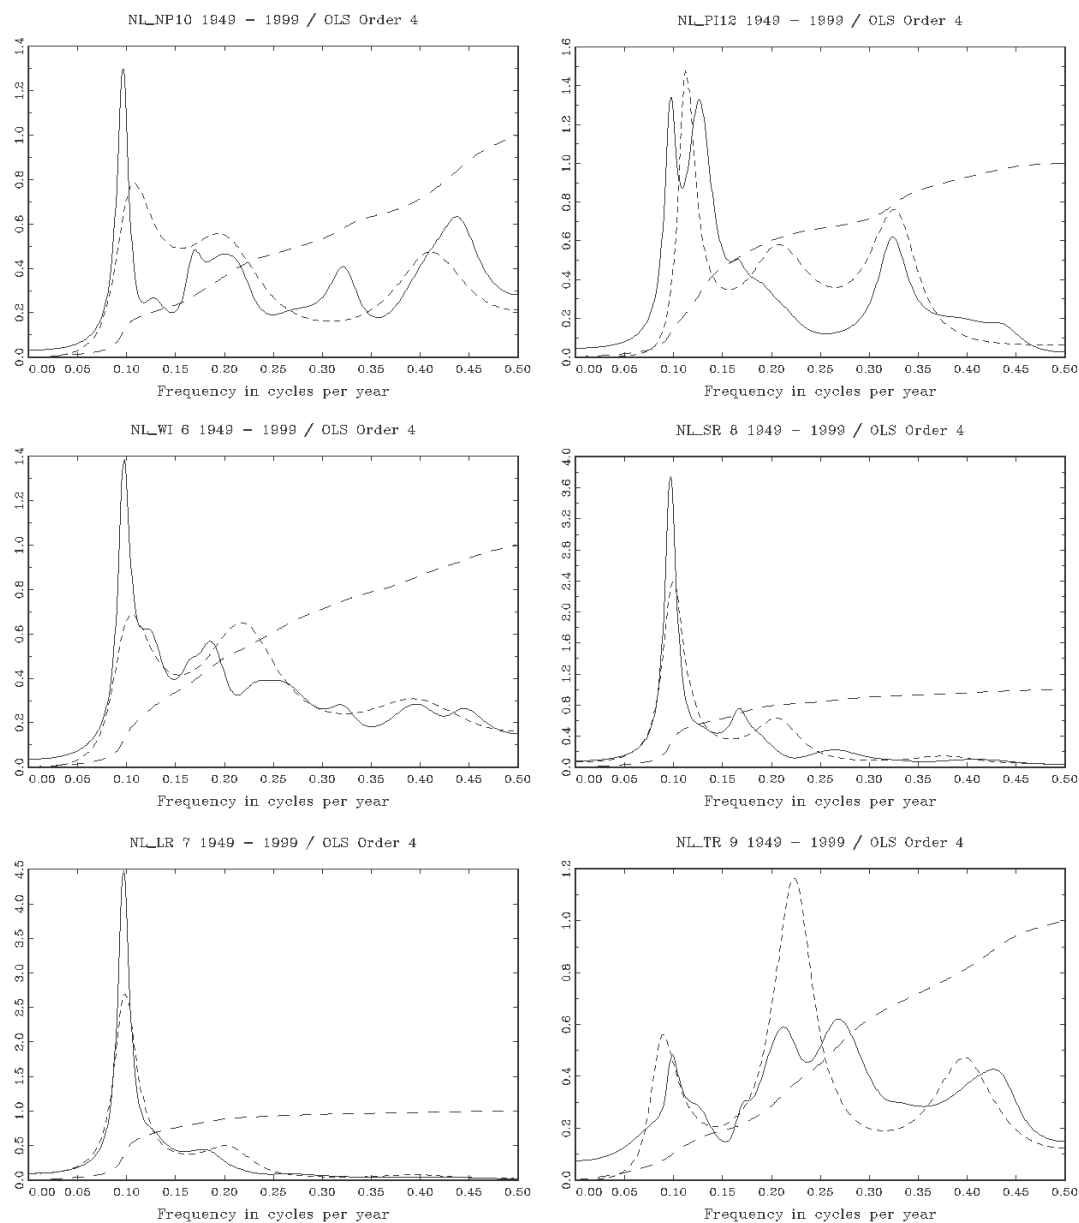 NL_NP10 1949 - 1999 / OLS Order 4
1.4
1.2
1.0
0.8
0.6
0.4
0.2
0.0
0.00 0.05 0.10 0.15 0.20 0.25 0.30 0.35 0.40 0.45 0.50
Frequency in cycles per year
NL_PI12 1949 - 1999 / OLS Order 4
1.6
1.4
1.2
1.0
0.8
0.6
0.4
0.2
0.0
0.00 0.05 0.10 0.15 0.20 0.25 0.30 0.35 0.40 0.45 0.50
Frequency in cycles per year
NL_WI 6 1949 - 1999 / OLS Order 4
1.4
1.2
1.0
0.8
0.6
0.4
0.2
0.0
0.00 0.05 0.10 0.15 0.20 0.25 0.30 0.35 0.40 0.45 0.50
Frequency in cycles per year
NL_SR 8 1949 - 1999 / OLS Order 4
4.0
3.6
3.2
2.8
2.4
2.0
1.6
1.2
0.8
0.4
0
0.00 0.05 0.10 0.15 0.20 0.25 0.30 0.35 0.40 0.45 0.50
Frequency in cycles per year
NL_LR 7 1949 - 1999 / OLS Order 4
4.5
4.0
3.5
3.0
2.5
2.0
1.5
1.0
0.5
0
0.00 0.05 0.10 0.15 0.20 0.25 0.30 0.35 0.40 0.45 0.50
Frequency in cycles per year
NL_TR 9 1949 - 1999 / OLS Order 4
1.2
1.0
0.8
0.6
0.4
0.2
0
0.00 0.05 0.10 0.15 0.20 0.25 0.30 0.35 0.40 0.45 0.50
Frequency in cycles per year